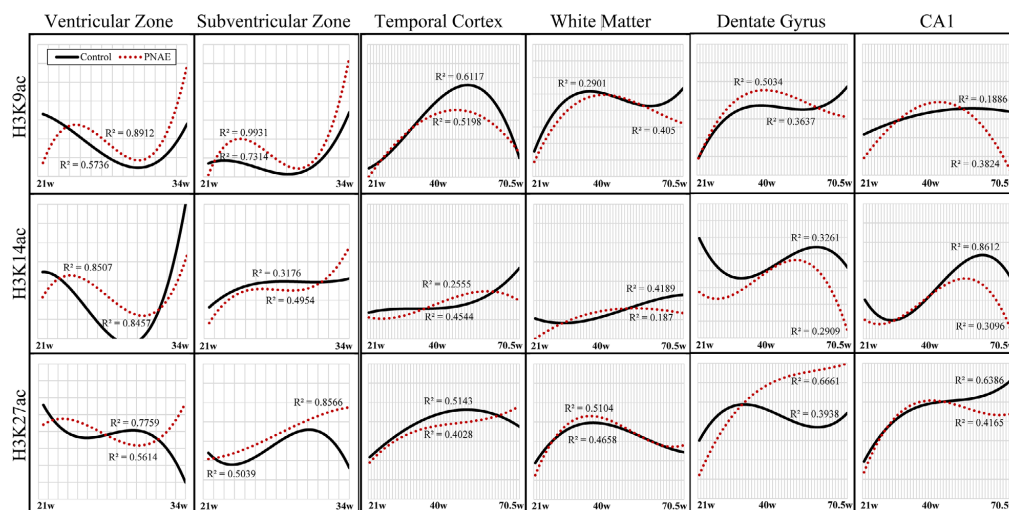 Ventricular Zone Subventricular Zone Temporal Cortex White Matter Dentate Gyrus CA1
H3K9ac
Control PNAE
R² = 0.8912
R² = 0.5736
21w 34w
R² = 0.9931
R² = 0.7314
21w 34w
R² = 0.6117
R² = 0.5198
21w 40w 70.5w
R² = 0.2901
R² = 0.405
21w 40w 70.5w
R² = 0.5034
R² = 0.3637
21w 40w 70.5w
R² = 0.1886
R² = 0.3824
21w 40w 70.5w
H3K14ac
R² = 0.8507
R² = 0.8457
21w 34w
R² = 0.3176
R² = 0.4954
21w 34w
R² = 0.2555
R² = 0.4544
21w 40w 70.5w
R² = 0.4189
R² = 0.187
21w 40w 70.5w
R² = 0.3261
R² = 0.2909
21w 40w 70.5w
R² = 0.8612
R² = 0.3096
21w 40w 70.5w
H3K27ac
R² = 0.7759
R² = 0.5614
21w 34w
R² = 0.8566
R² = 0.5039
21w 34w
R² = 0.5143
R² = 0.4028
21w 40w 70.5w
R² = 0.5104
R² = 0.4658
21w 40w 70.5w
R² = 0.6661
R² = 0.3938
21w 40w 70.5w
R² = 0.6386
R² = 0.4165
21w 40w 70.5w